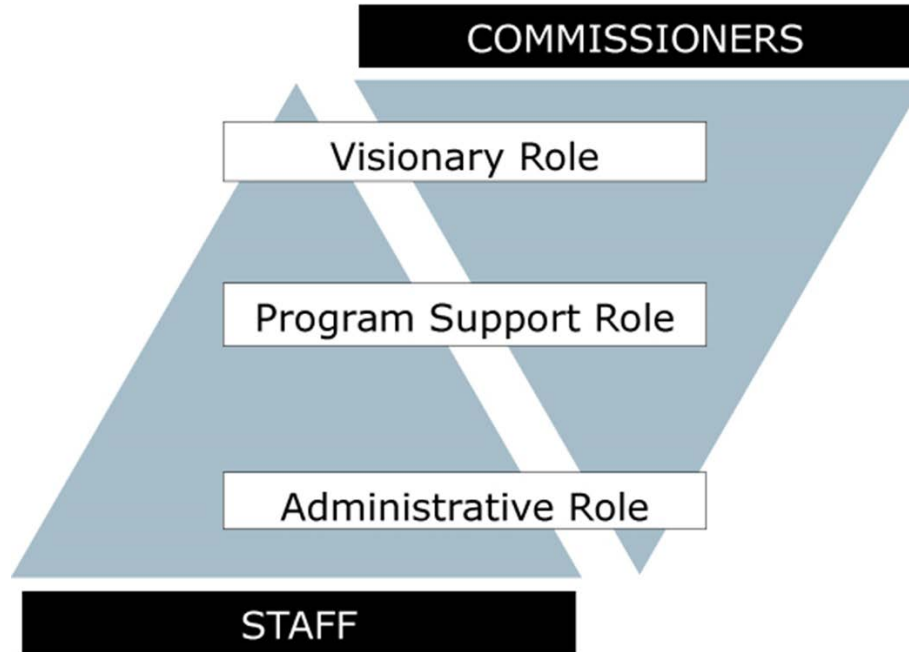 COMMISSIONERS
Visionary Role
Program Support Role
Administrative Role
STAFF